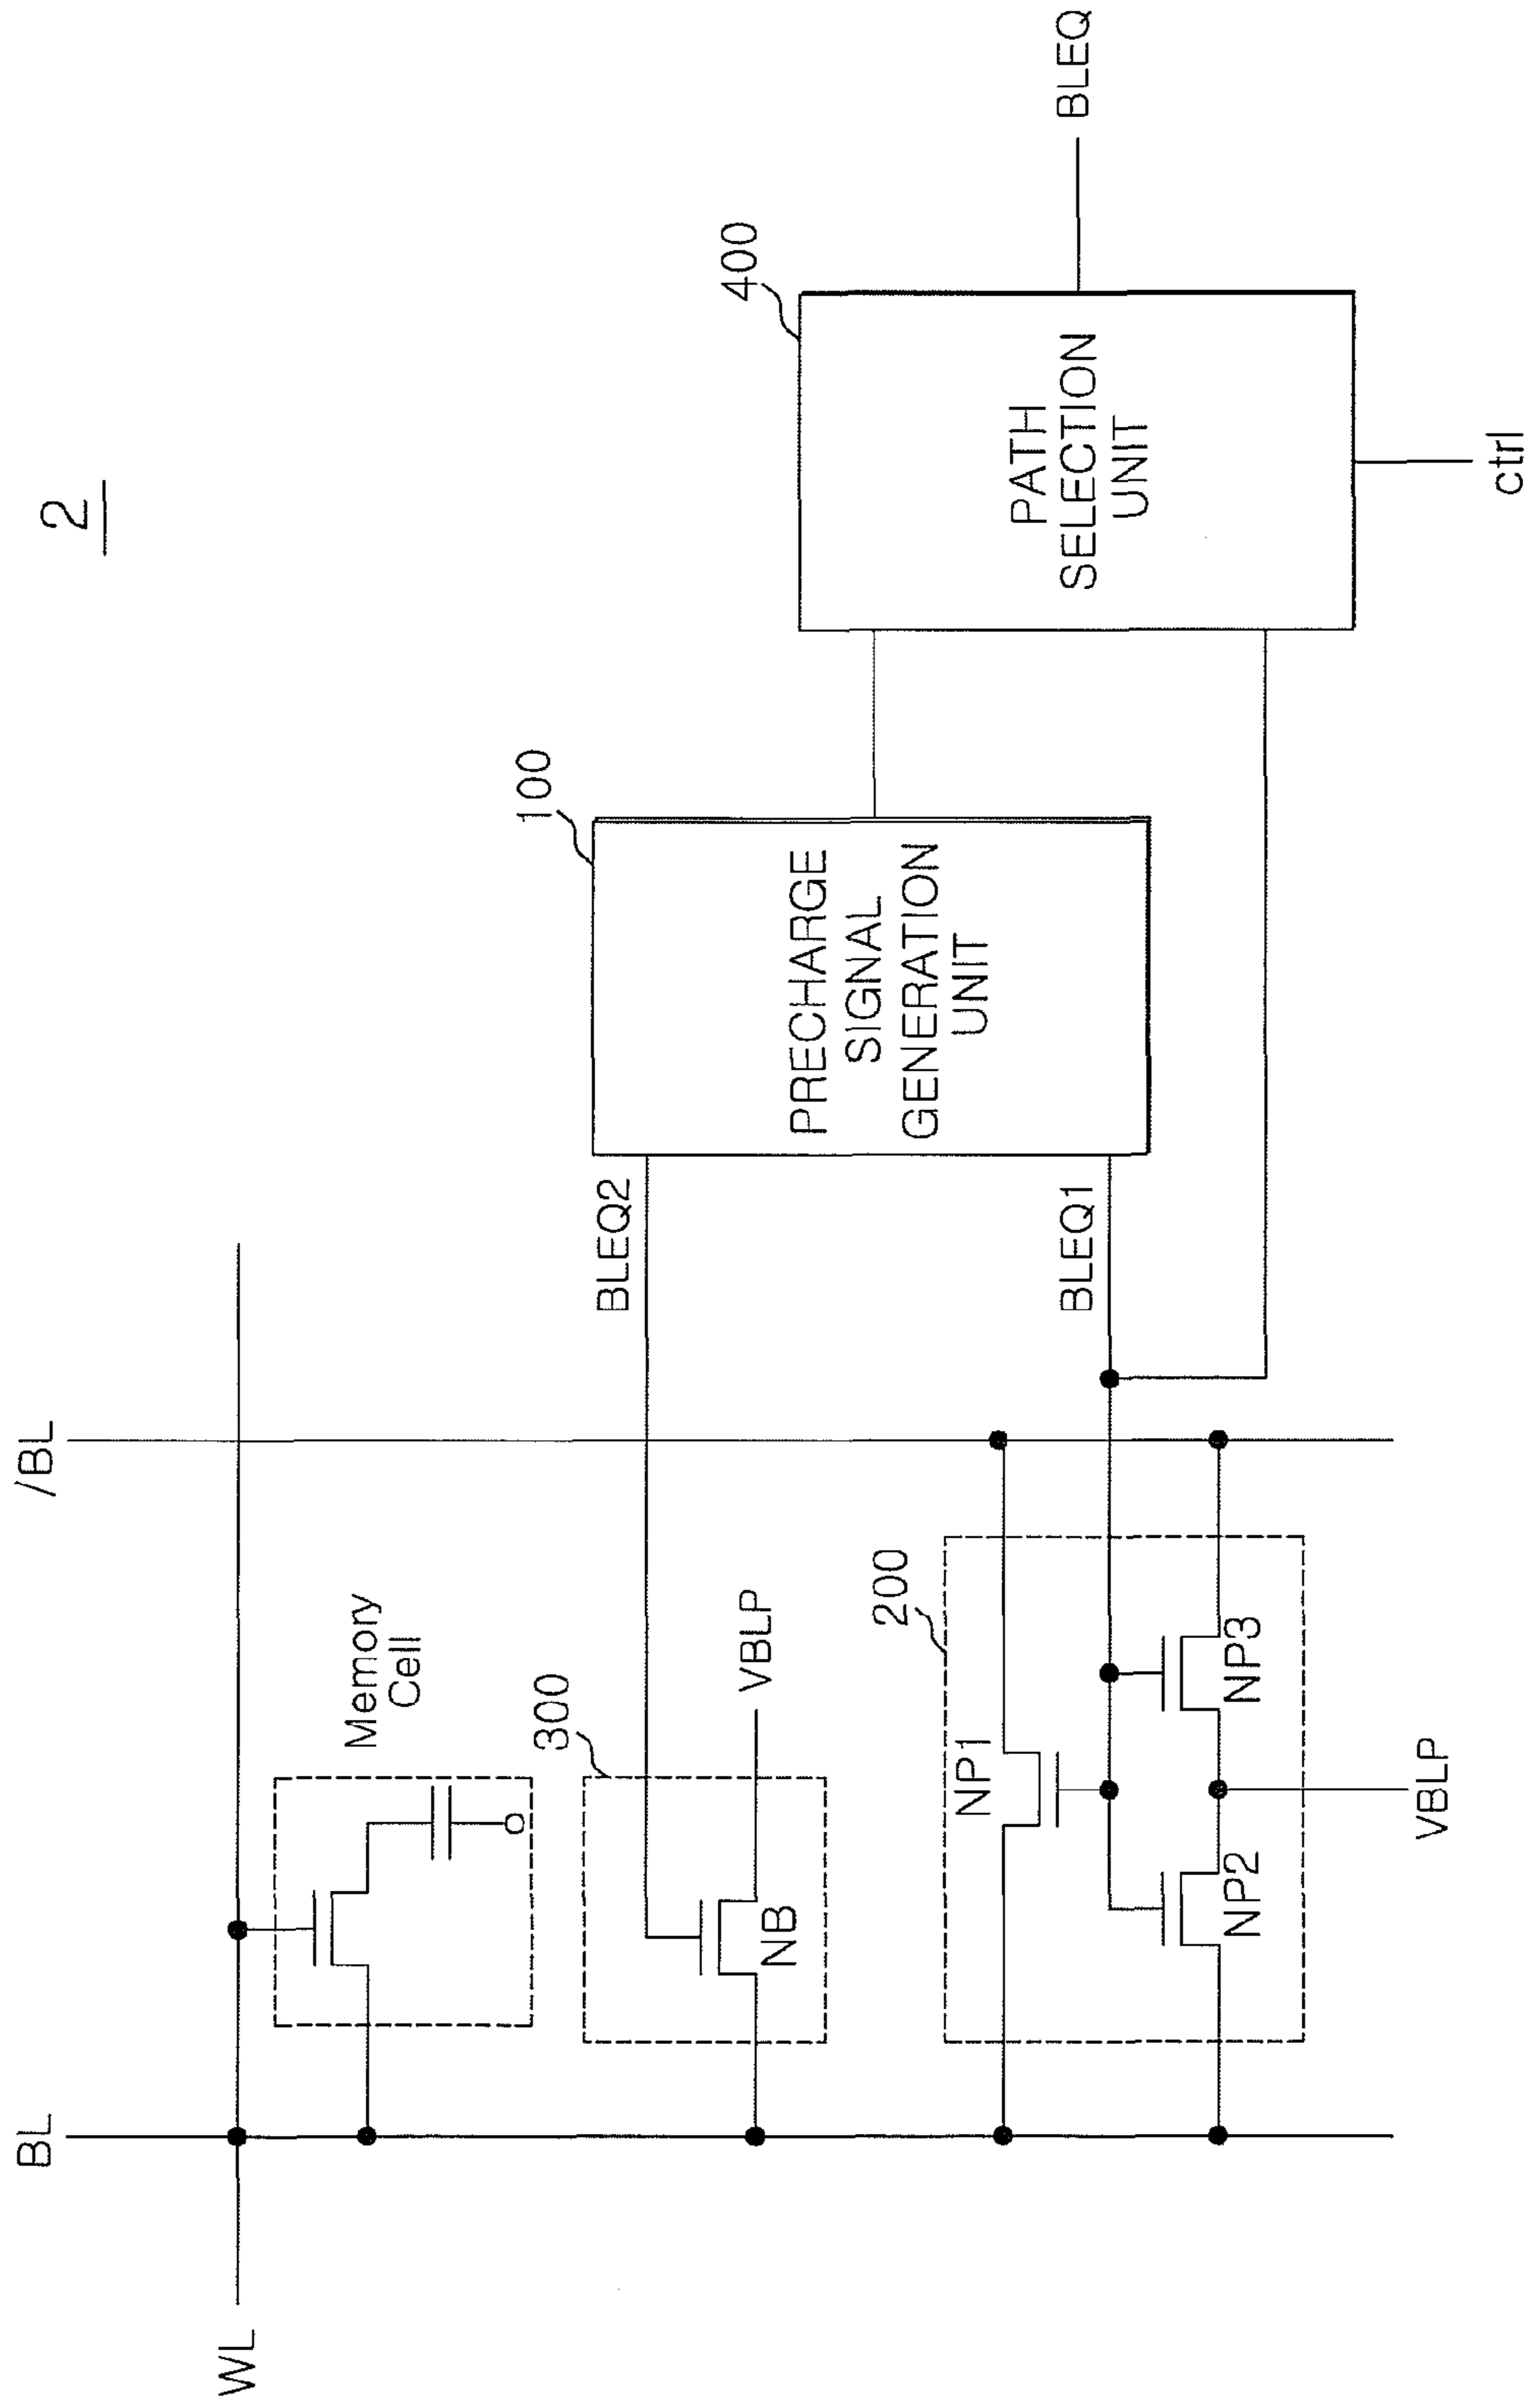 2
BL
/BL
WL
Memory
Cell
300
NB
VBLP
BLEQ2
100
PRECHARGE
SIGNAL
GENERATION
UNIT
400
PATH
SELECTION
UNIT
BLEQ
ctrl
BLEQ1
200
NP1
NP2
NP3
VBLP